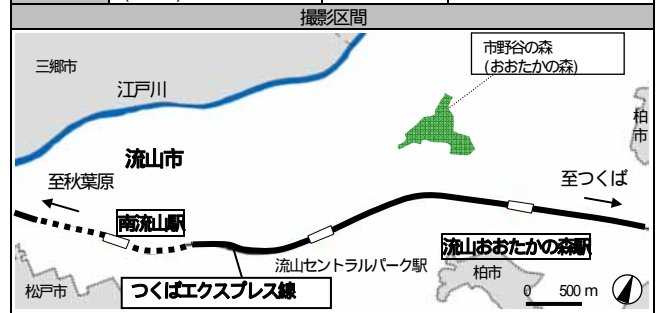 撮影区間
市野谷の森
(おおたかの森)
三郷市
江戸川
柏市
流山市
至秋葉原
至つくば
南流山駅
流山おおたかの森駅
流山セントラルパーク駅
柏市
松戸市
つくばエクスプレス線
0 500 m